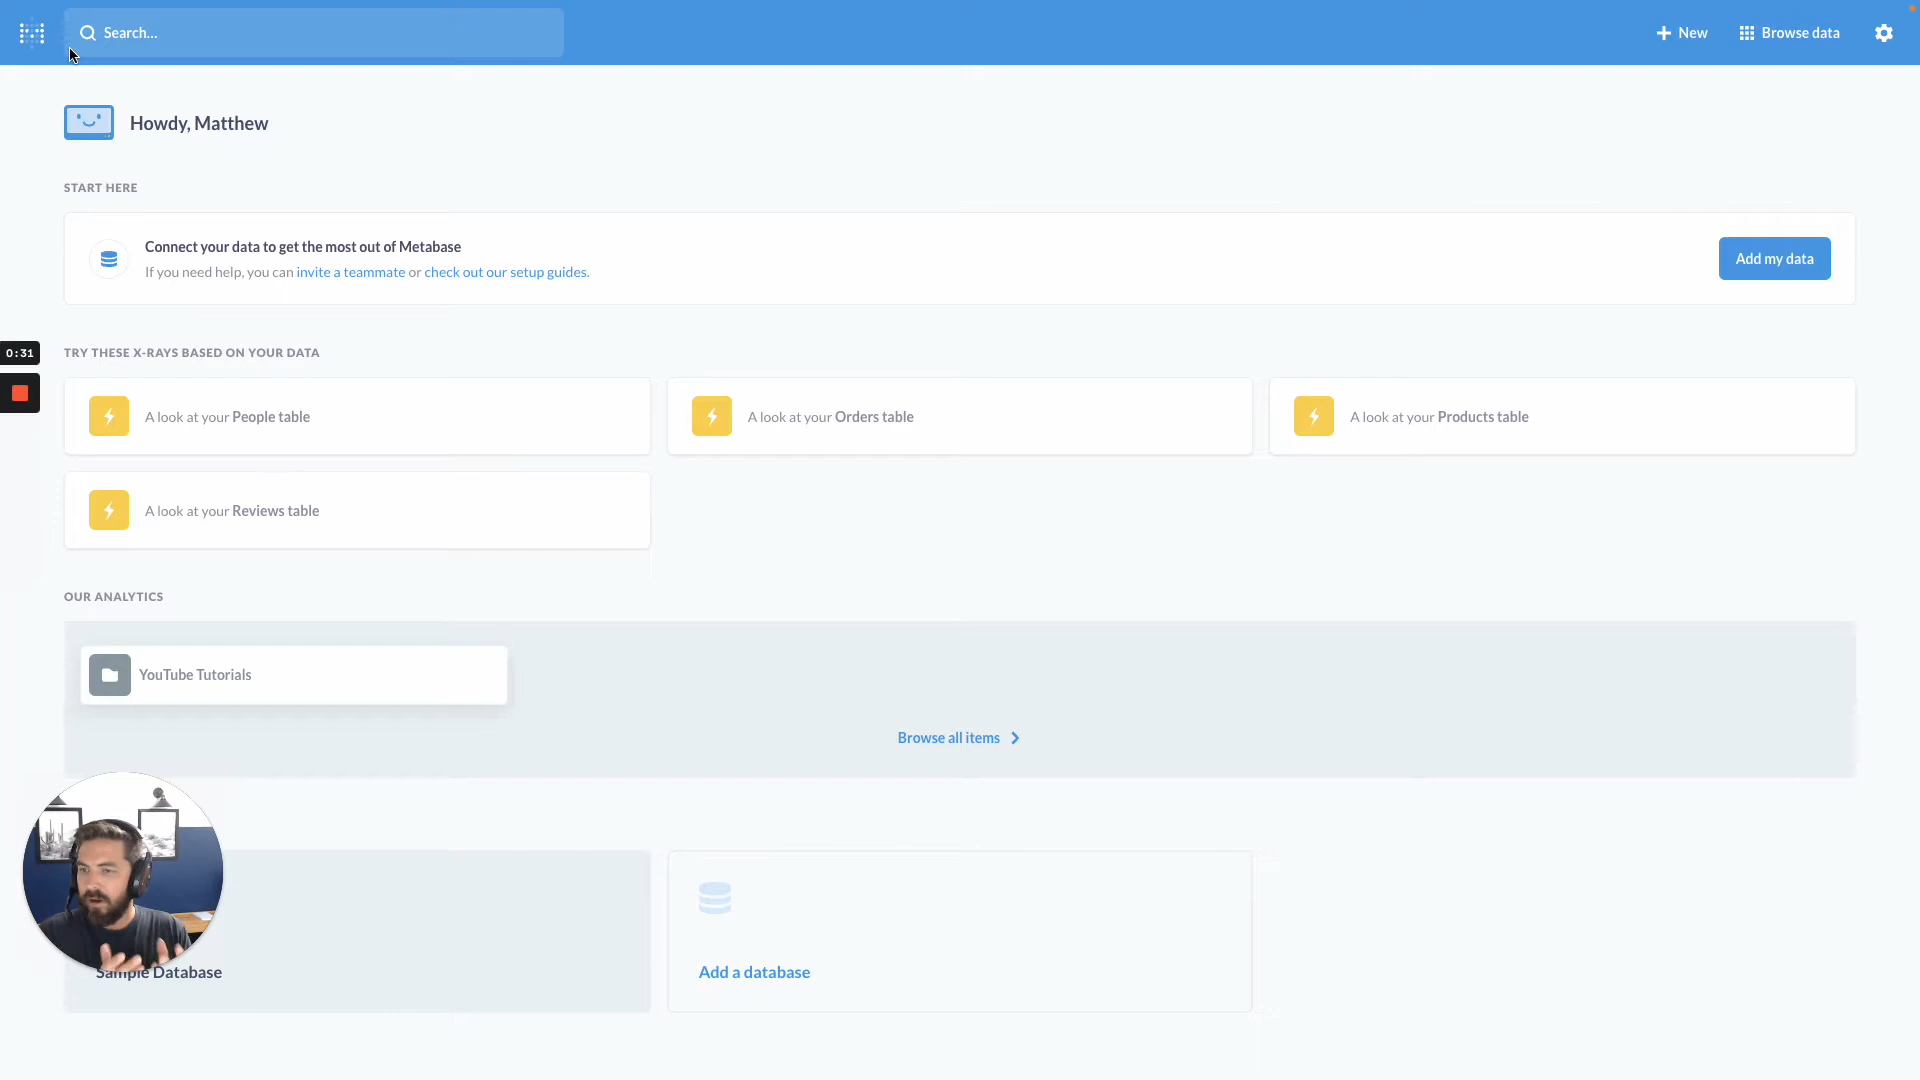 Search...
New
Browse data
Howdy, Matthew
START HERE
Connect your data to get the most out of Metabase
If you need help, you can invite a teammate or check out our setup guides.
Add my data
0:31
TRY THESE X-RAYS BASED ON YOUR DATA
A look at your People table
A look at your Orders table
A look at your Products table
A look at your Reviews table
OUR ANALYTICS
YouTube Tutorials
Browse all items
Sample Database
Add a database